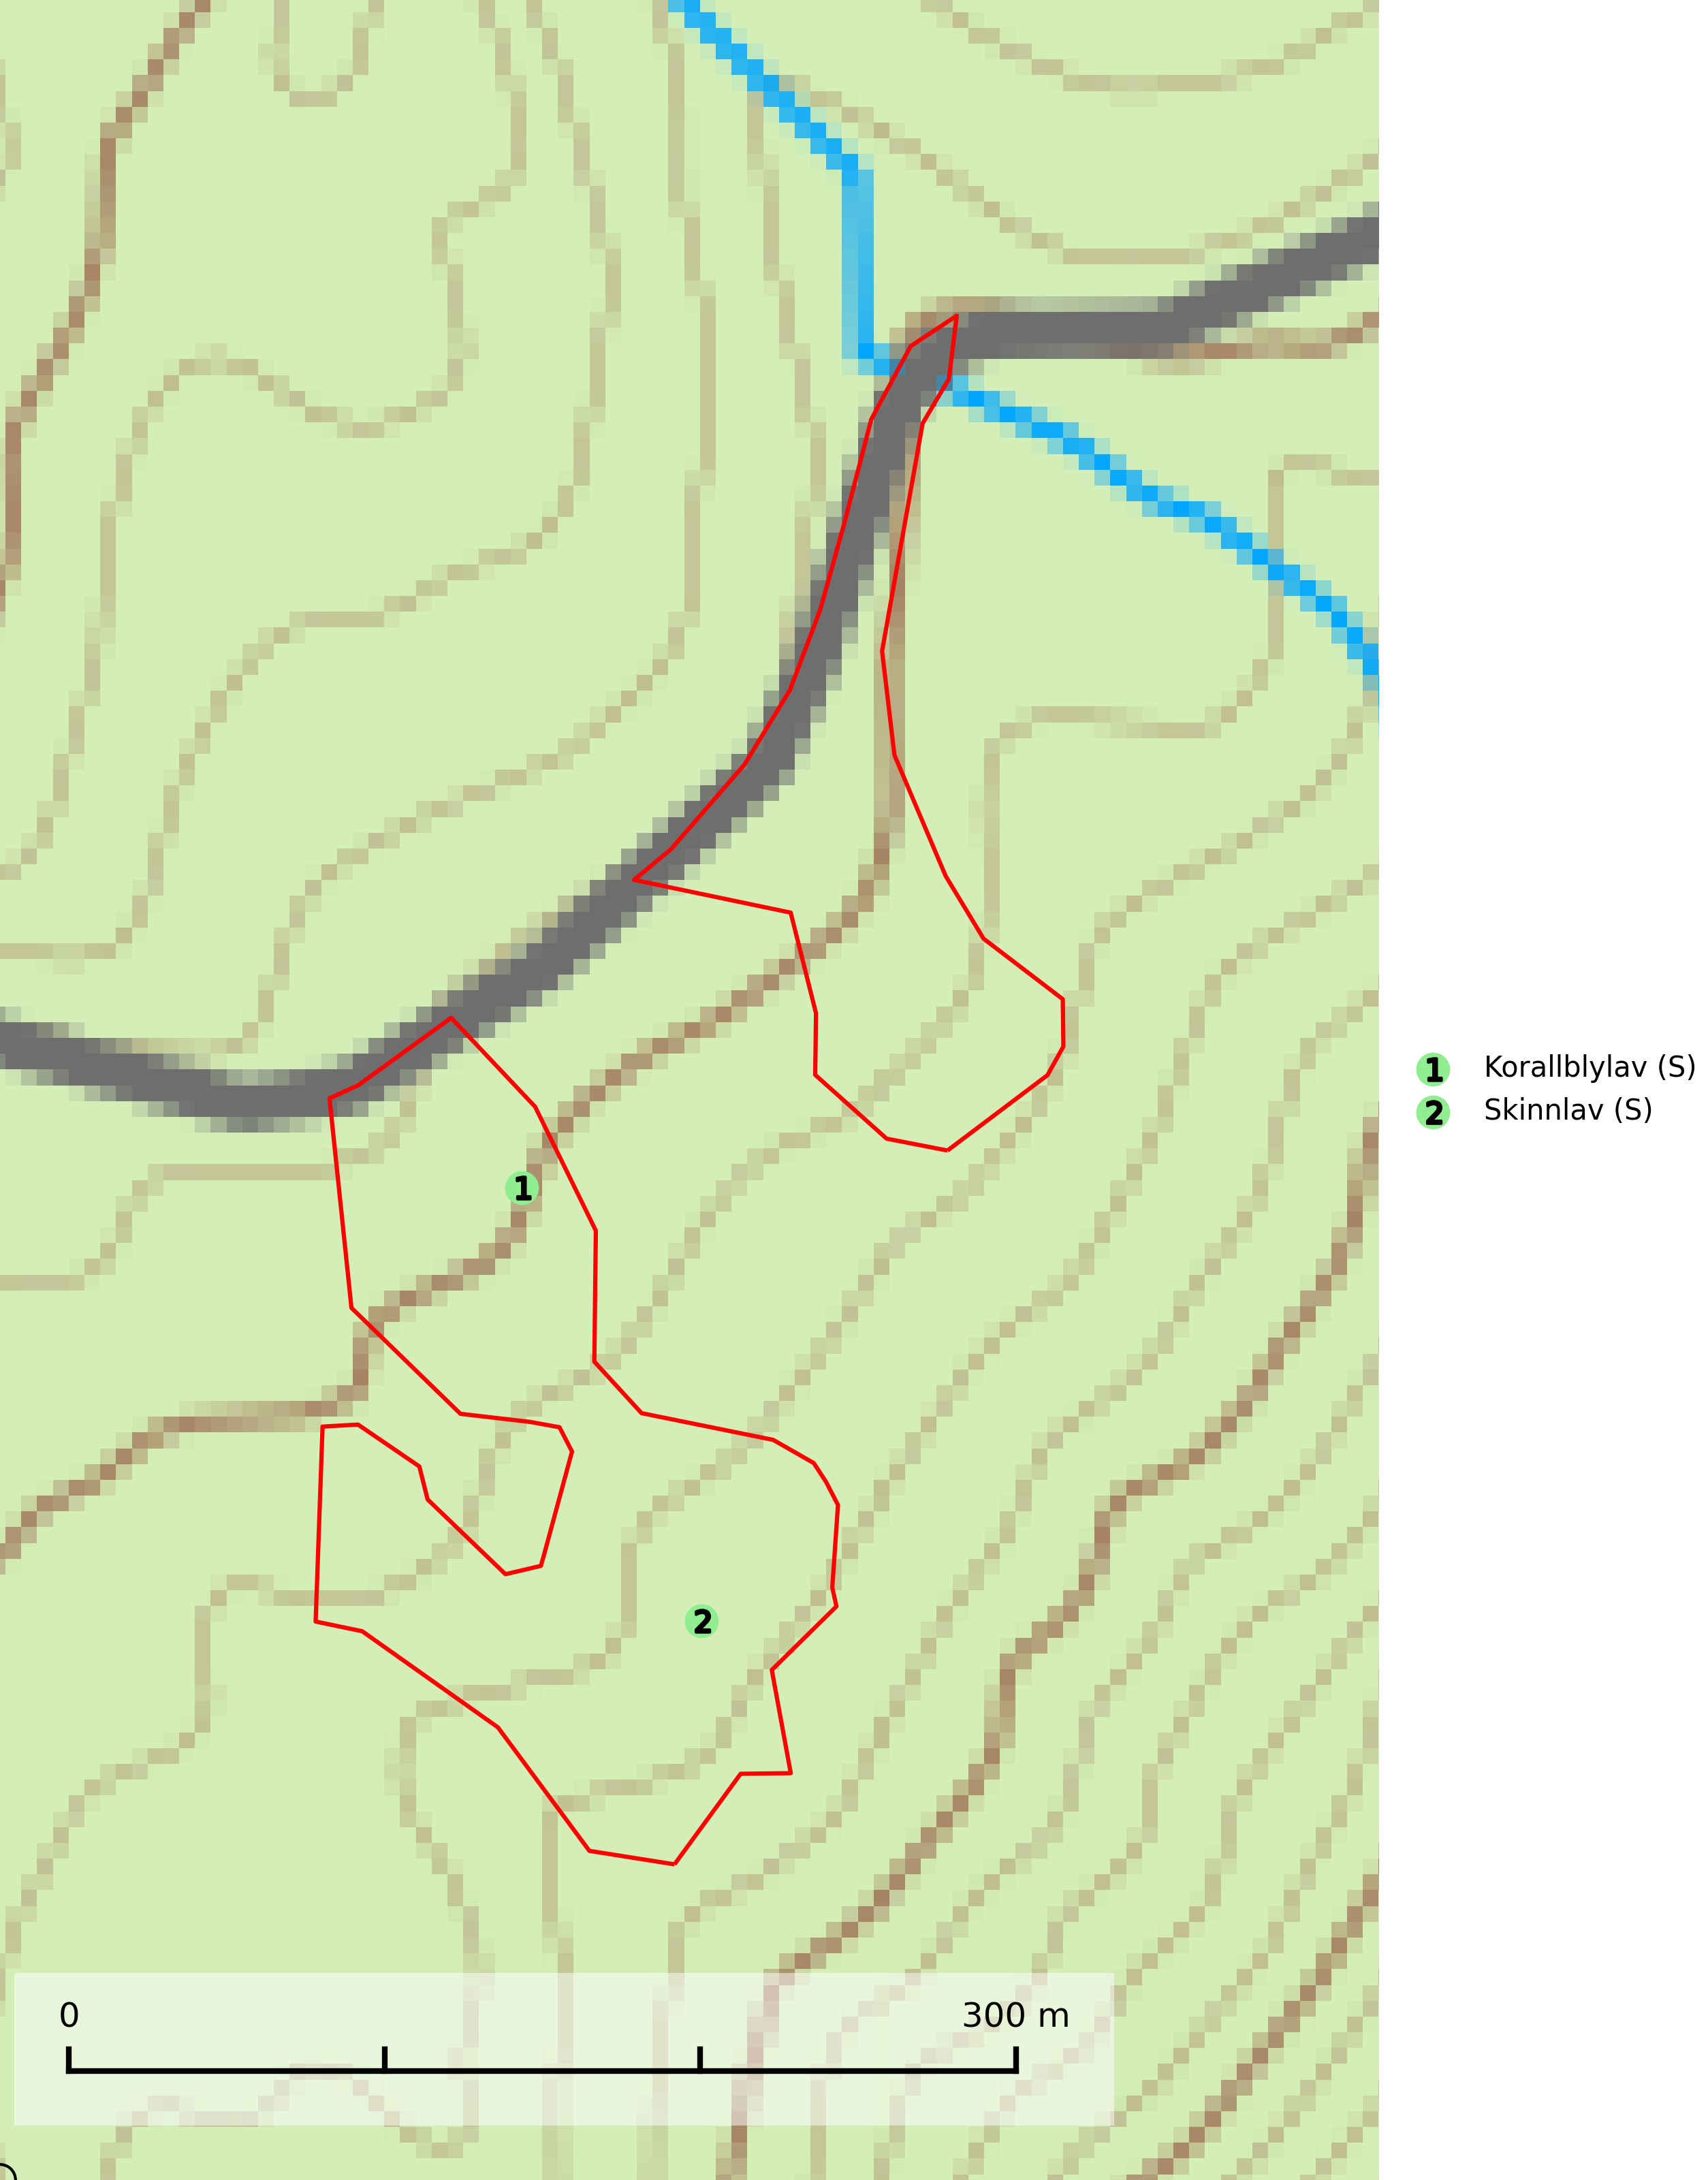 1 Korallblylav (S)
2 Skinnlav (S)
1
2
0 300 m